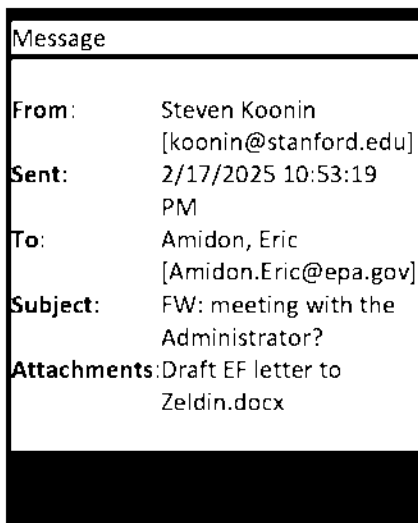 Message
From: Steven Koonin
[koonin@stanford.edu]
Sent: 2/17/2025 10:53:19
PM
To: Amidon, Eric
[Amidon.Eric@epa.gov]
Subject: FW: meeting with the
Administrator?
Attachments: Draft EF letter to
Zeldin.docx